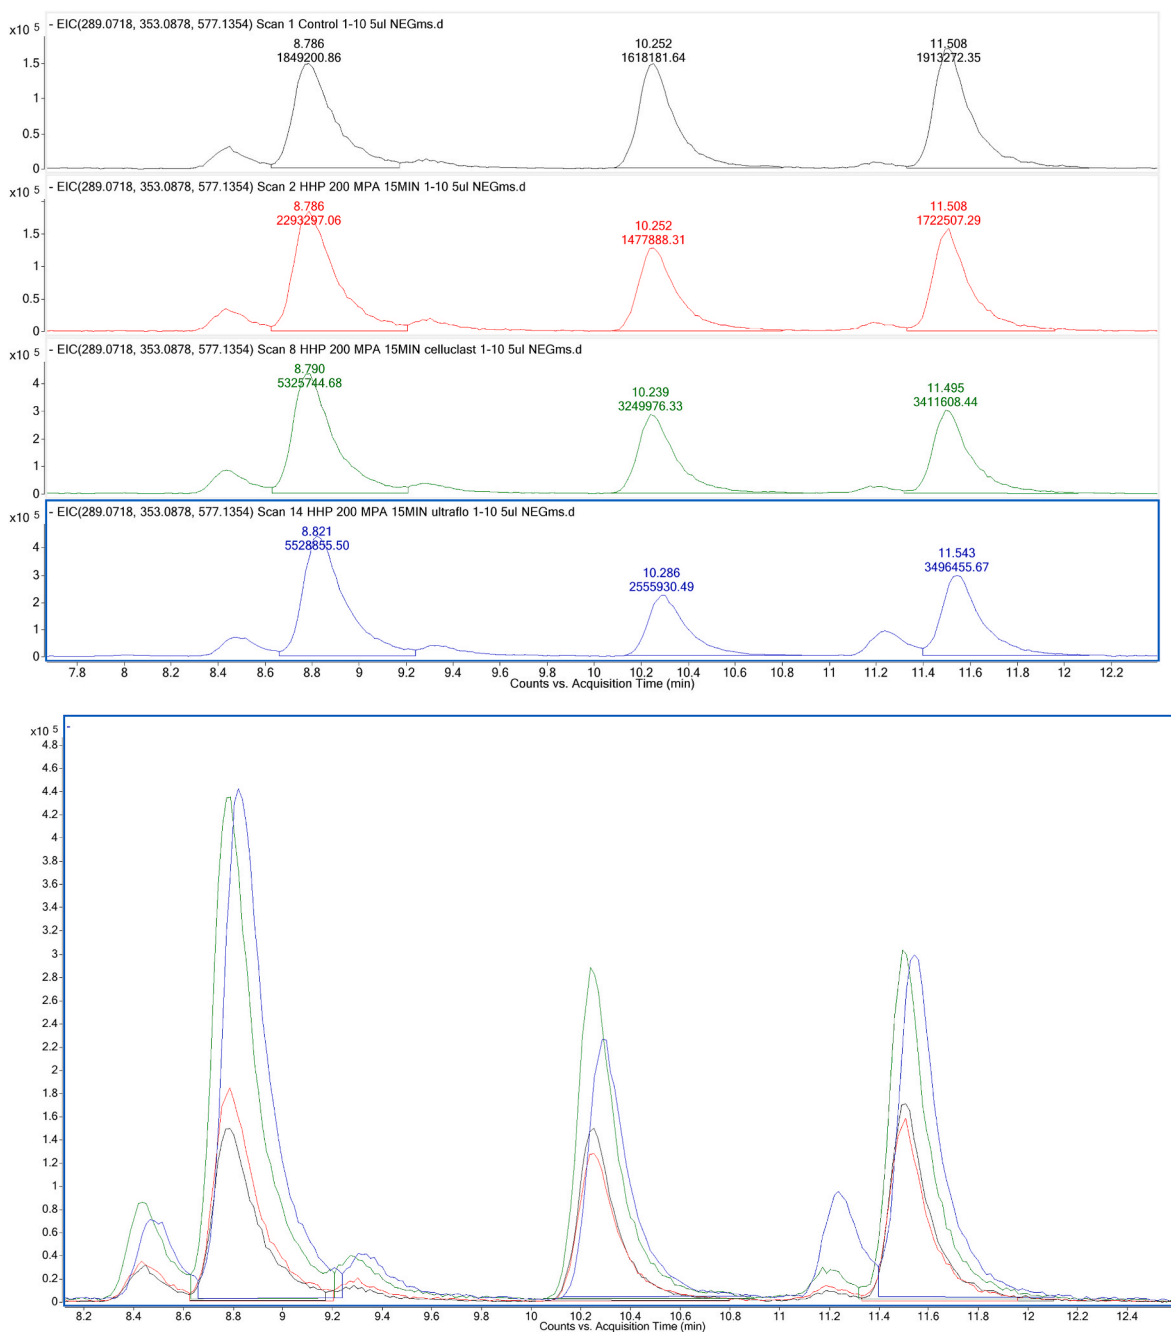 - EIC(289.0718, 353.0878, 577.1354) Scan 1 Control 1-10 5ul NEGms.d
x10 5
8.786 10.252 11.508
1849200.86 1618181.64 1913272.35
1.5
1
0.5
0
- EIC(289.0718, 353.0878, 577.1354) Scan 2 HHP 200 MPA 15MIN 1-10 5ul NEGms.d
x10 5
8.786 10.252 11.508
2293297.06 1477888.31 1722507.29
1.5
1
0.5
0
- EIC(289.0718, 353.0878, 577.1354) Scan 8 HHP 200 MPA 15MIN celluclast 1-10 5ul NEGms.d
x10 5
8.790 10.239 11.495
5325744.68 3249976.33 3411608.44
4
3
2
1
0
- EIC(289.0718, 353.0878, 577.1354) Scan 14 HHP 200 MPA 15MIN ultraflo 1-10 5ul NEGms.d
x10 5
8.821 10.286 11.543
5528855.50 2555930.49 3496455.67
4
3
2
1
0
7.8 8 8.2 8.4 8.6 8.8 9 9.2 9.4 9.6 9.8 10 10.2 10.4 10.6 10.8 11 11.2 11.4 11.6 11.8 12 12.2
Counts vs. Acquisition Time (min)
x10 5 -
4.8
4.6
4.4
4.2
4
3.8
3.6
3.4
3.2
3
2.8
2.6
2.4
2.2
2
1.8
1.6
1.4
1.2
1
0.8
0.6
0.4
0.2
0
8.2 8.4 8.6 8.8 9 9.2 9.4 9.6 9.8 10 10.2 10.4 10.6 10.8 11 11.2 11.4 11.6 11.8 12 12.2 12.4
Counts vs. Acquisition Time (min)